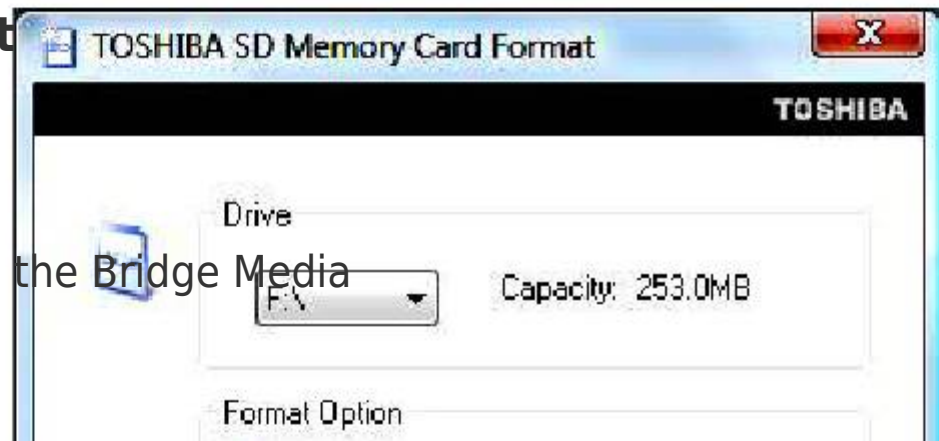 t
TOSHIBA SD Memory Card Format
TOSHIBA
Drive
the Bridge Media
F:\
Capacity: 253.0MB
Format Option